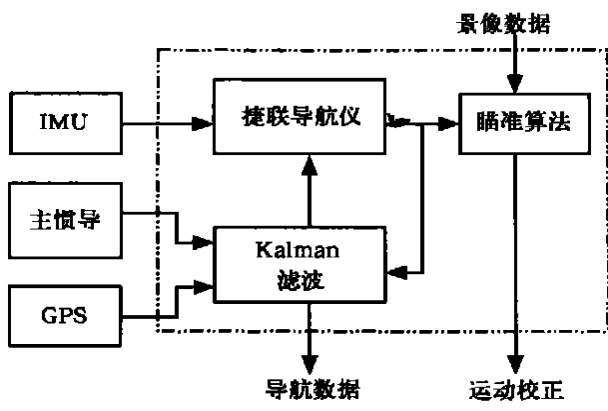 景像数据
IMU
捷联导航仪
瞄准算法
主惯导
Kalman
滤波
GPS
导航数据
运动校正